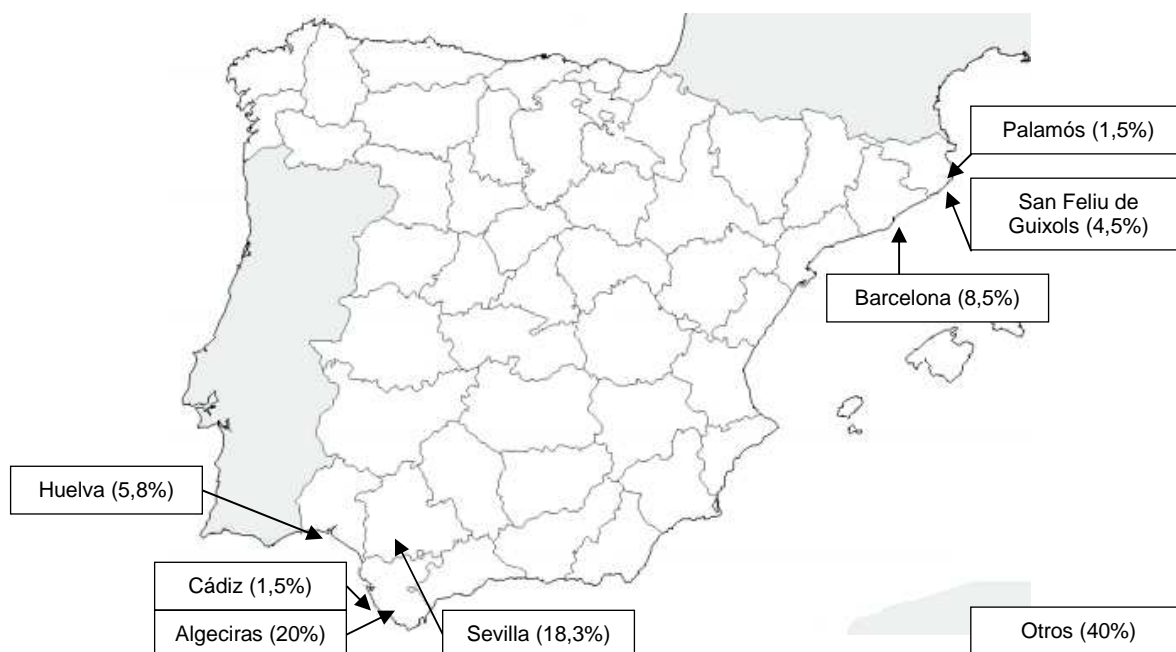 Palamós (1,5%)
San Feliu de
Guixols (4,5%)
Barcelona (8,5%)
Huelva (5,8%)
Cádiz (1,5%)
Algeciras (20%)
Sevilla (18,3%)
Otros (40%)